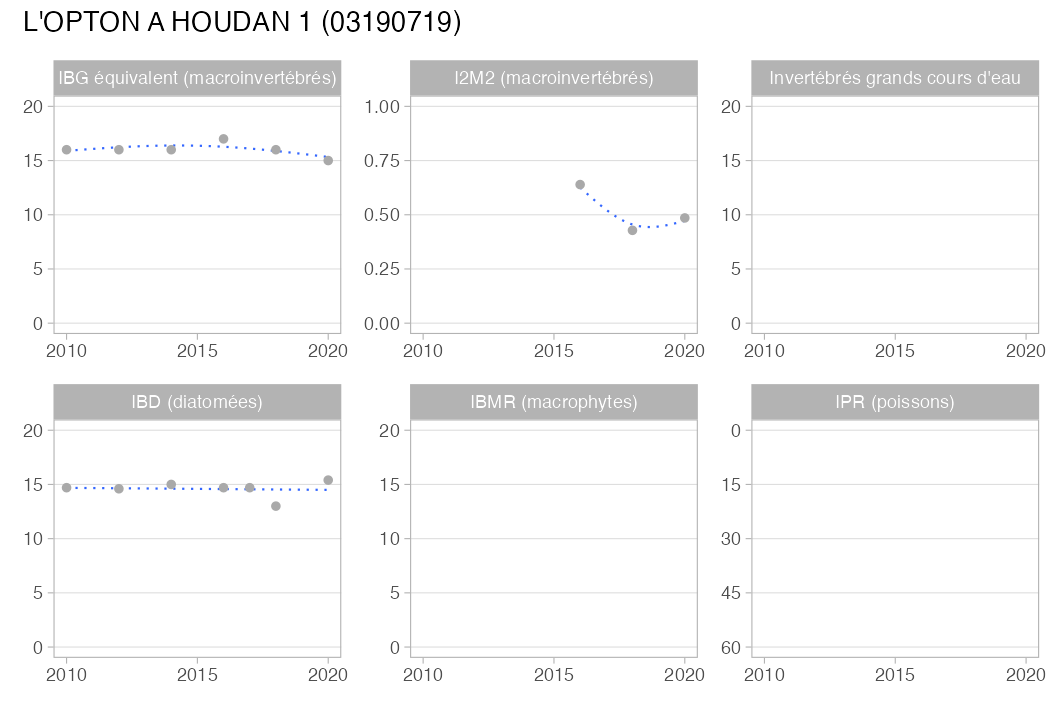 L'OPTON A HOUDAN 1 (03190719)
IBG équivalent (macroinvertébrés)
20
15
10
5
0
2010 2015 2020
I2M2 (macroinvertébrés)
1.00
0.75
0.50
0.25
0.00
2010 2015 2020
Invertébrés grands cours d'eau
20
15
10
5
0
2010 2015 2020
IBD (diatomées)
20
15
10
5
0
2010 2015 2020
IBMR (macrophytes)
20
15
10
5
0
2010 2015 2020
IPR (poissons)
0
15
30
45
60
2010 2015 2020